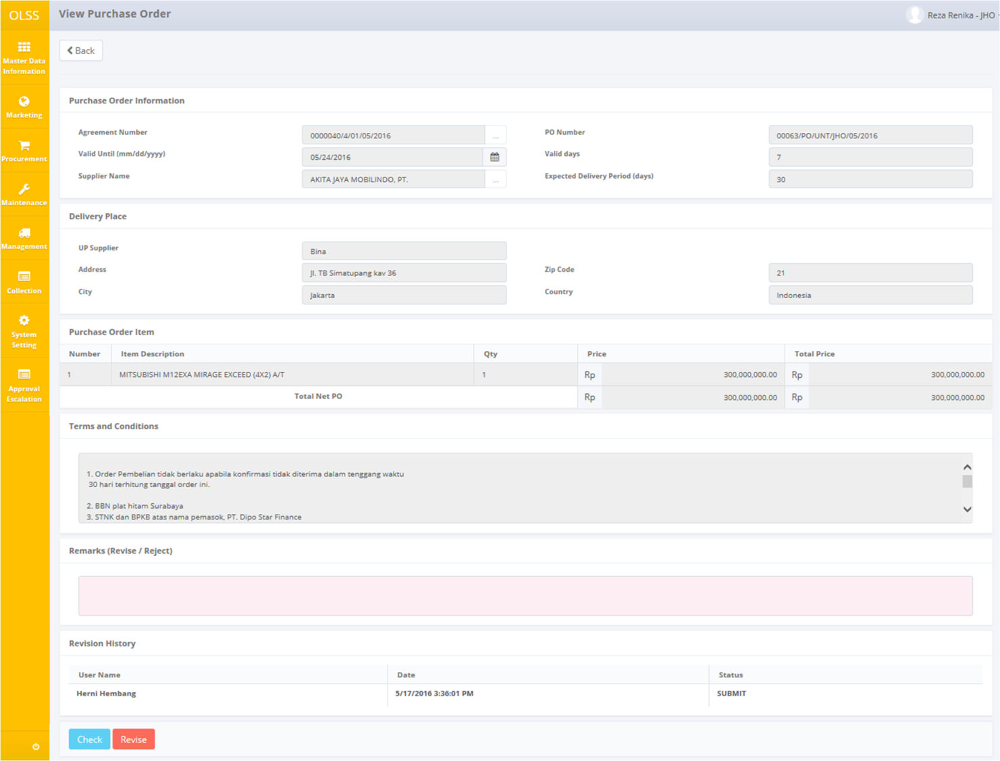 OLSS
View Purchase Order
Reza Renika - JHO
Back
Master Data
Information
Marketing
Procurement
Maintenance
Management
Collection
System
Setting
Approval
Escalation
Purchase Order Information
Agreement Number
0000040/4/01/05/2016
...
PO Number
00063/PO/UNT/JHO/05/2016
Valid Until (mm/dd/yyyy)
05/24/2016
Valid days
7
Supplier Name
AKITA JAYA MOBILINDO, PT.
...
Expected Delivery Period (days)
30
Delivery Place
UP Supplier
Bina
Address
Jl. TB Simatupang kav 36
Zip Code
21
City
Jakarta
Country
Indonesia
Purchase Order Item
Number Item Description Qty Price Total Price
1 MITSUBISHI M12EXA MIRAGE EXCEED (4X2) A/T 1 Rp 300,000,000.00 Rp 300,000,000.00
Total Net PO Rp 300,000,000.00 Rp 300,000,000.00
Terms and Conditions
1. Order Pembelian tidak berlaku apabila konfirmasi tidak diterima dalam tenggang waktu
30 hari terhitung tanggal order ini.
2. BBN plat hitam Surabaya
3. STNK dan BPKB atas nama pemasok, PT. Dipo Star Finance
Remarks (Revise / Reject)
Revision History
User Name Date Status
Herni Hembang 5/17/2016 3:36:01 PM SUBMIT
Check Revise